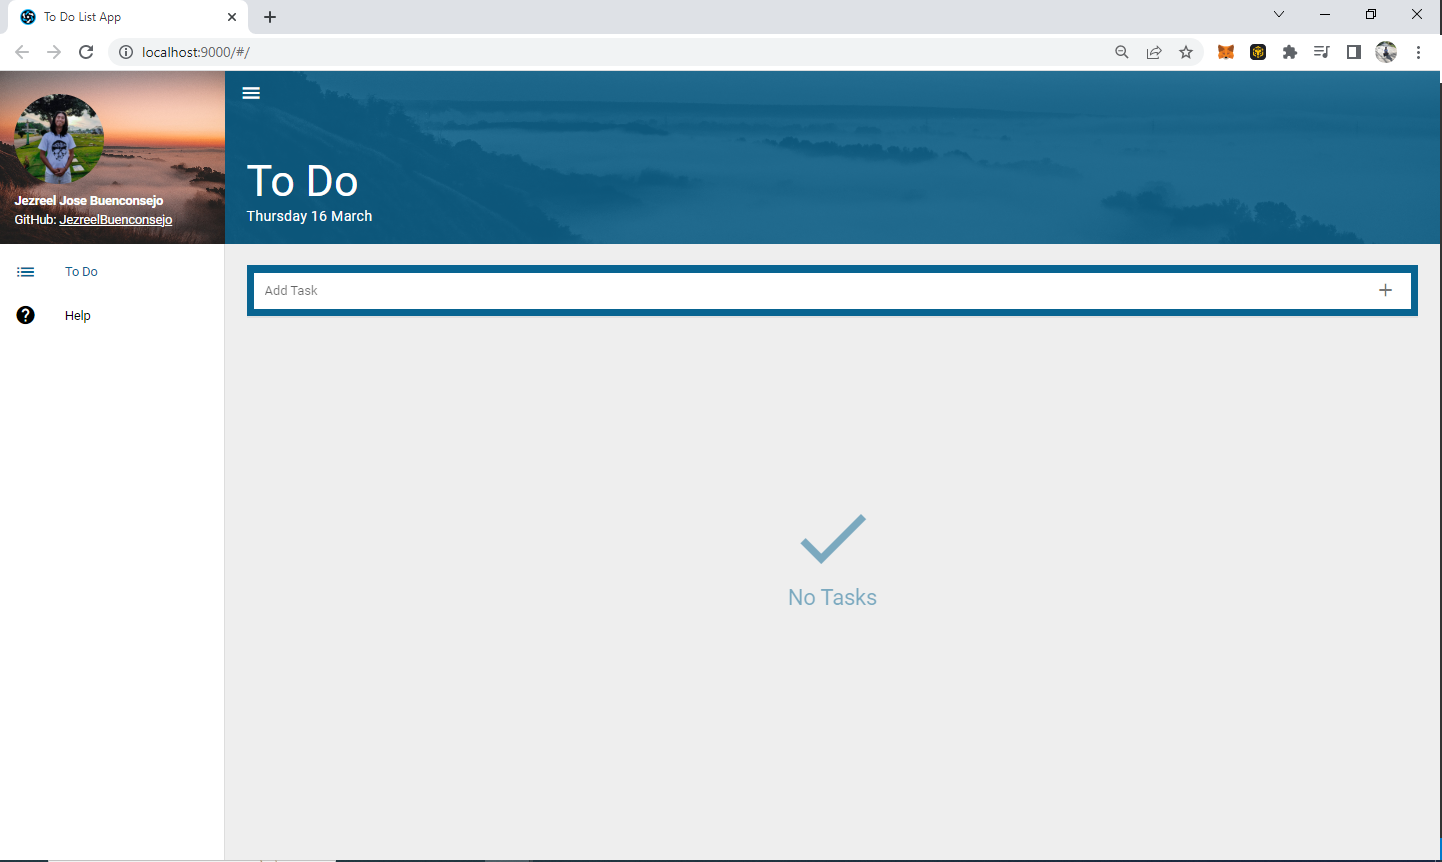 To Do List App
localhost:9000/#/
To Do
Thursday 16 March
Jezreel Jose Buenconsejo
GitHub: JezreelBuenconsejo
To Do
Help
Add Task
No Tasks